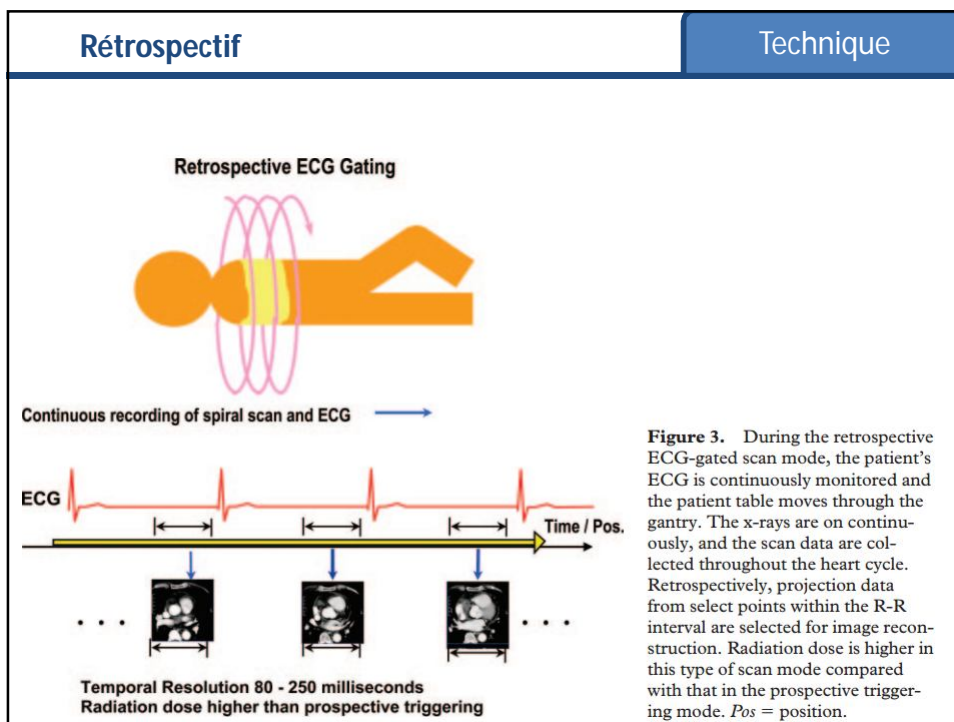 Rétrospectif
Technique
Retrospective ECG Gating
Continuous recording of spiral scan and ECG
ECG
Time / Pos.
. . .
. . .
Temporal Resolution 80 - 250 milliseconds
Radiation dose higher than prospective triggering
Figure 3. During the retrospective
ECG-gated scan mode, the patient's
ECG is continuously monitored and
the patient table moves through the
gantry. The x-rays are on continu-
ously, and the scan data are col-
lected throughout the heart cycle.
Retrospectively, projection data
from select points within the R-R
interval are selected for image recon-
struction. Radiation dose is higher in
this type of scan mode compared
with that in the prospective trigger-
ing mode. Pos = position.